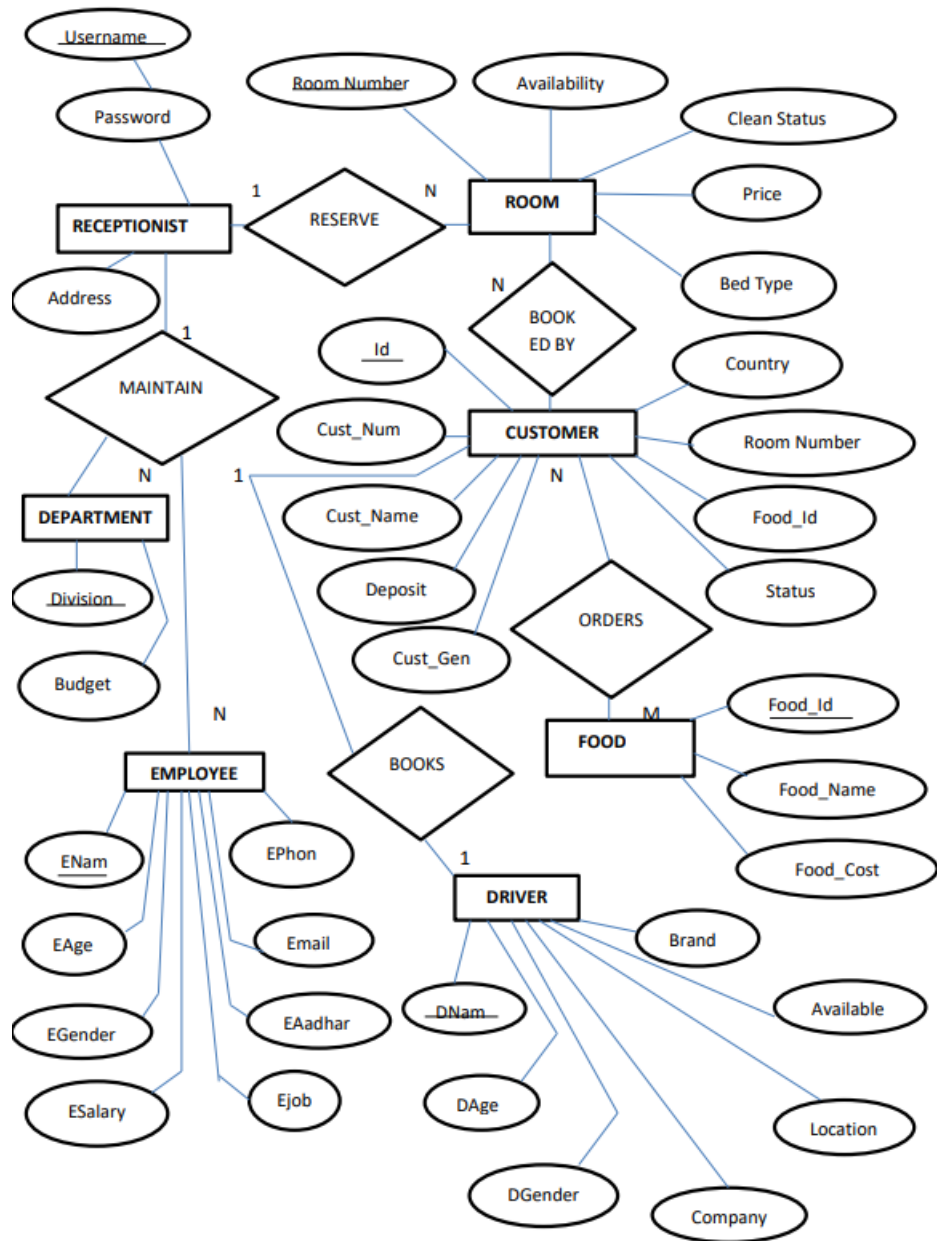 Username
Room Number
Availability
Password
Clean Status
1
N
ROOM
Price
RECEPTIONIST
RESERVE
Address
N
Bed Type
BOOK
ED BY
1
Id
Country
MAINTAIN
Cust_Num
CUSTOMER
Room Number
N
1
N
DEPARTMENT
Cust_Name
Food_Id
Division
Deposit
Status
ORDERS
Cust_Gen
Budget
N
M
Food_Id
FOOD
EMPLOYEE
BOOKS
Food_Name
ENam
EPhon
1
Food_Cost
DRIVER
EAge
Email
Brand
DNam
Available
EGender
EAadhar
ESalary
Ejob
DAge
Location
DGender
Company